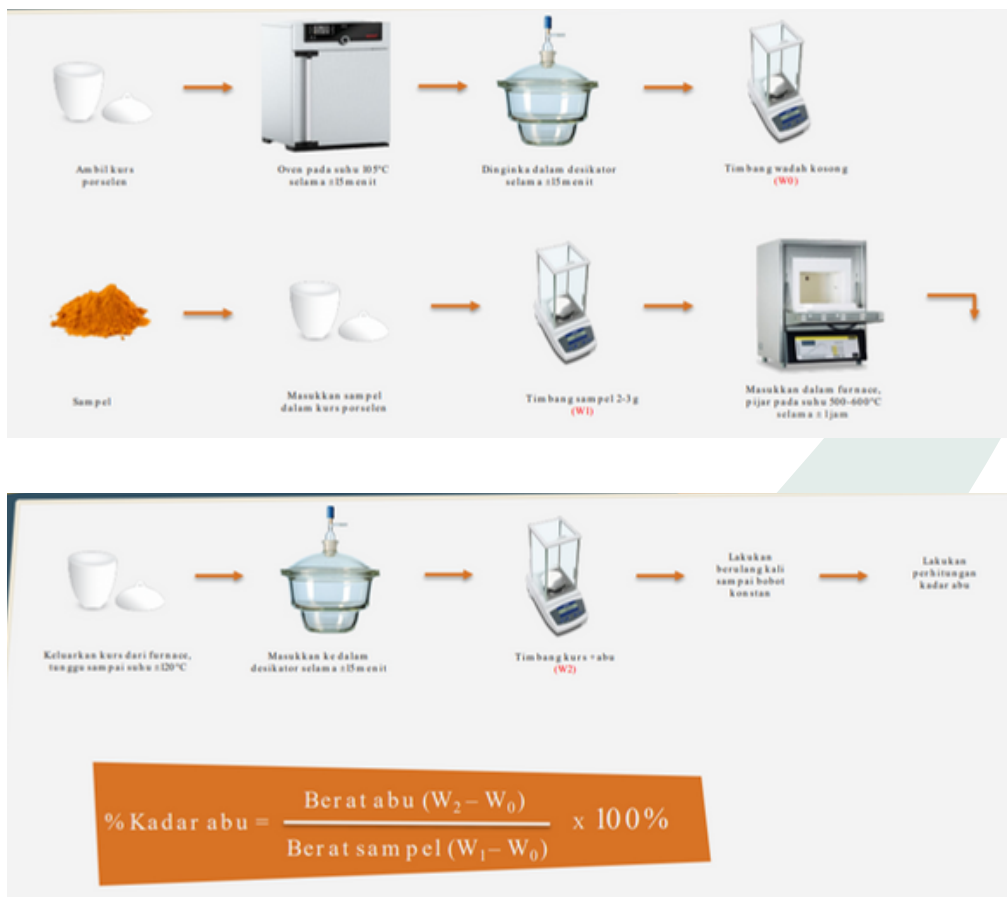 Ambil kurs
porselen
Oven pada suhu 105°C
selama ±15 menit
Dinginka dalam desikator
selama ±15 menit
Timbang wadah kosong
(W0)
Sampel
Masukkan sampel
dalam kurs porselen
Timbang sampel 2-3 g
(W1)
Masukkan dalam furnace,
pijar pada suhu 500-600°C
selama ± 1 jam
Keluarkan kurs dari furnace,
tunggu sampai suhu ±120°C
Masukkan ke dalam
desikator selama ±15 menit
Timbang kurs + abu
(W2)
Lakukan
berulang kali
sampai bobot
konstan
Lakukan
perhitungan
kadar abu
% Kadar abu = Berat abu (W₂ – W₀) x 100%
Berat sampel (W₁ – W₀)